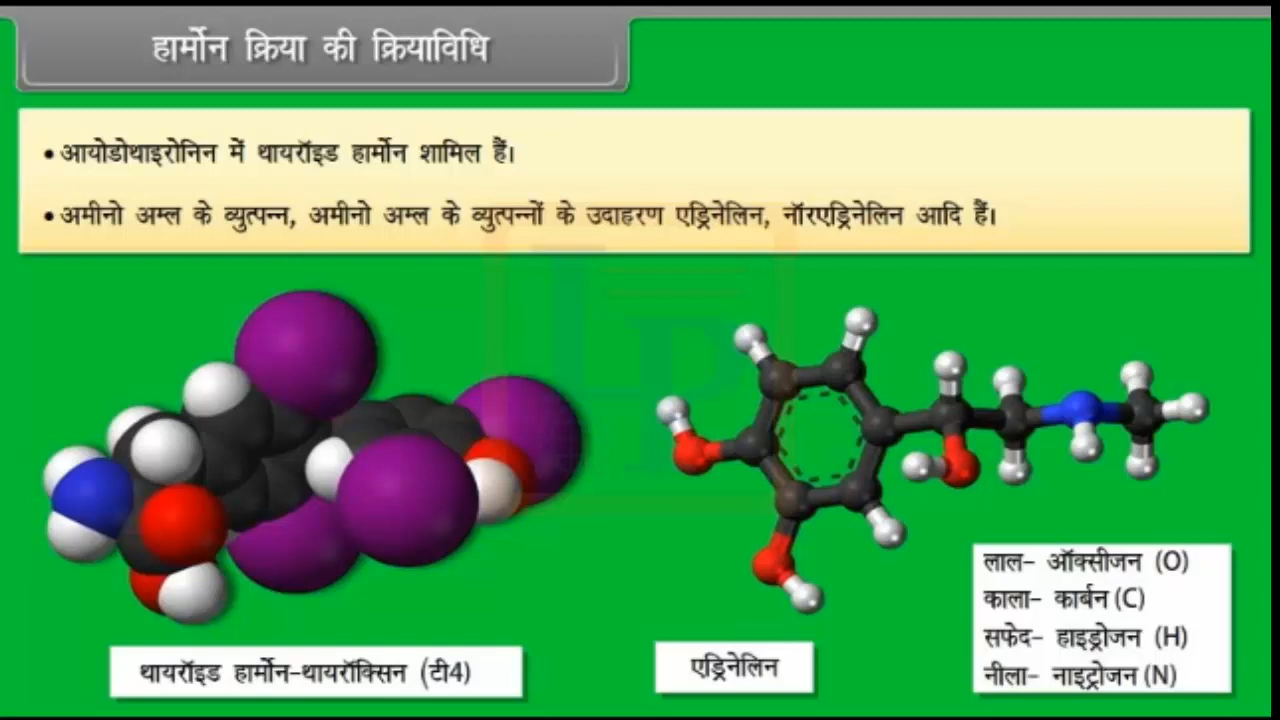 हार्मोन क्रिया की क्रियाविधि
• आयोडोथाइरोनिन में थायरॉइड हार्मोन शामिल हैं।
• अमीनो अम्ल के व्युत्पन्न, अमीनो अम्ल के व्युत्पन्नों के उदाहरण एड्रिनेलिन, नॉरएड्रिनेलिन आदि हैं।
लाल- ऑक्सीजन (O)
काला- कार्बन (C)
सफेद- हाइड्रोजन (H)
नीला- नाइट्रोजन (N)
थायरॉइड हार्मोन-थायरॉक्सिन (टी4)
एड्रिनेलिन